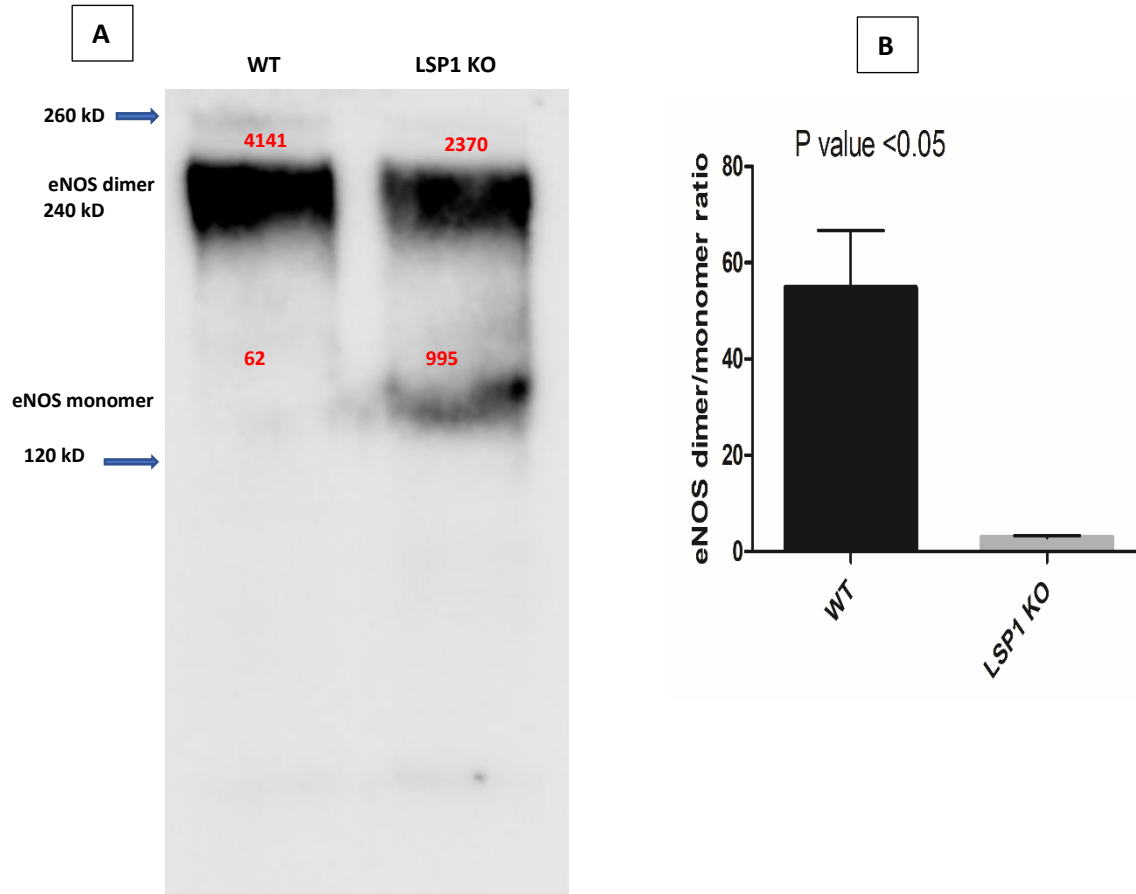 A
WT
LSP1 KO
260 kD
4141
2370
eNOS dimer
240 kD
62
995
eNOS monomer
120 kD
B
P value <0.05
eNOS dimer/monomer ratio
80
60
40
20
0
WT
LSP1 KO